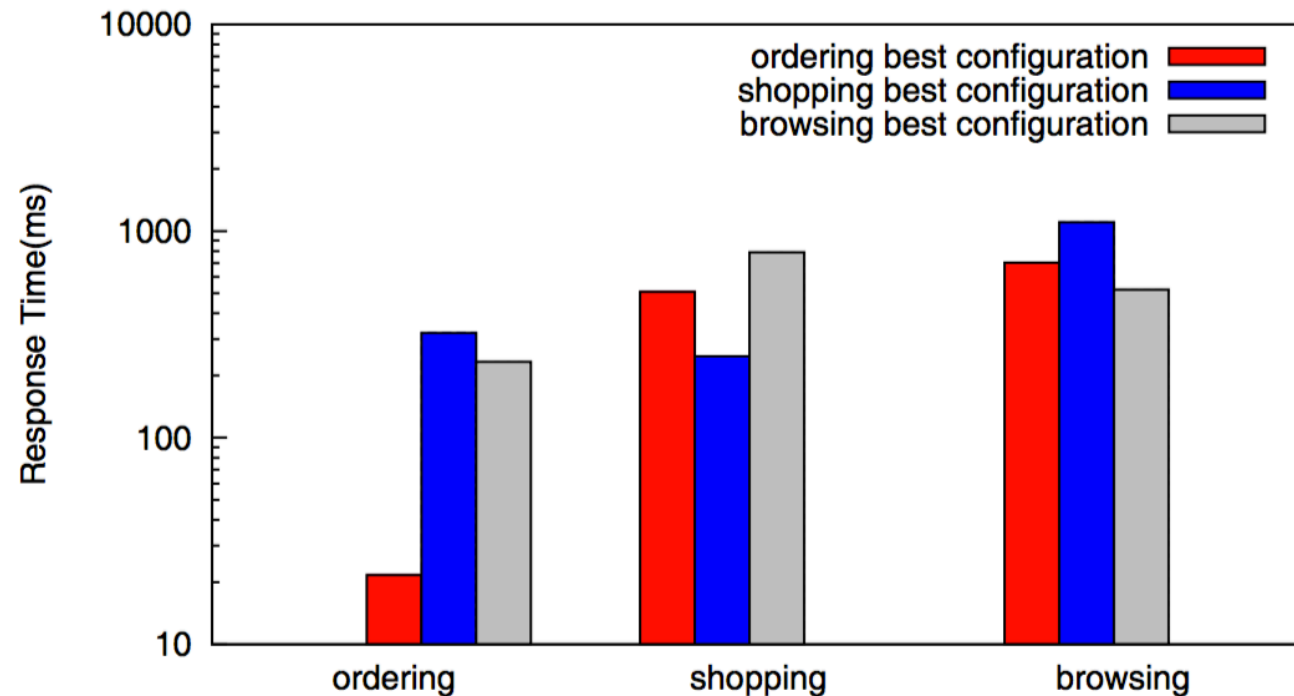 10000
ordering best configuration
shopping best configuration
browsing best configuration
1000
Response Time(ms)
100
10
ordering shopping browsing